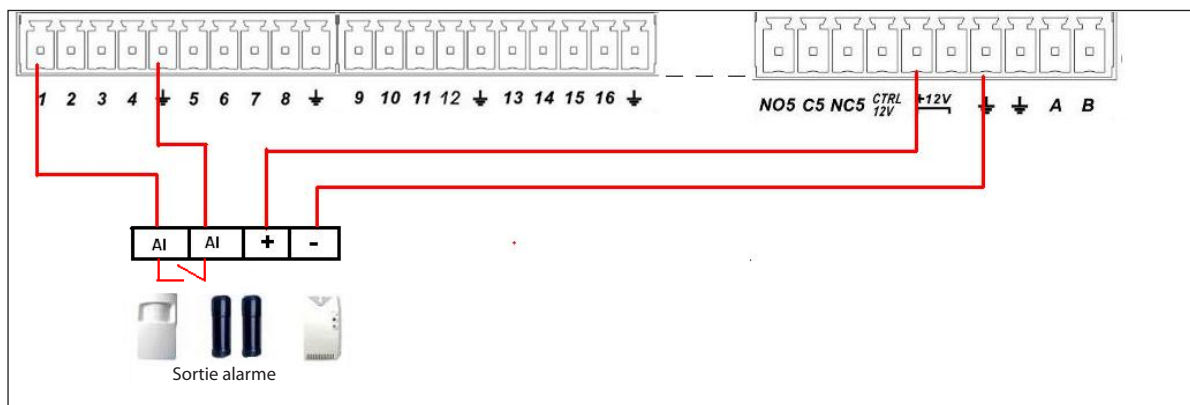 1 2 3 4 ⏚ 5 6 7 8 ⏚ 9 10 11 12 ⏚ 13 14 15 16 ⏚
NO5 C5 NC5 CTRL 12V +12V ⏚ ⏚ A B
AI AI + -
Sortie alarme